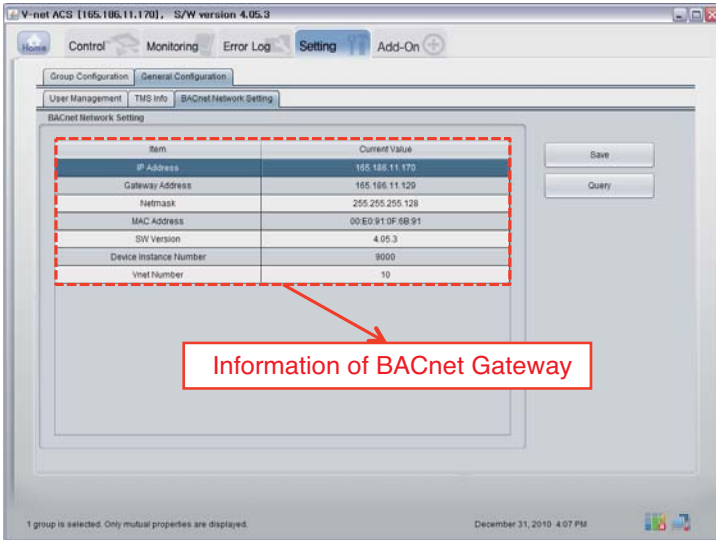 V-net ACS [165.186.11.170], S/W version 4.05.3
Home Control Monitoring Error Log Setting Add-On
Group Configuration General Configuration
User Management TMS Info BACnet Network Setting
BACnet Network Setting
Item Current Value
IP Address 165.186.11.170
Gateway Address 165.186.11.129
Netmask 255.255.255.128
MAC Address 00:E0:91:0F:6B:91
SW Version 4.05.3
Device Instance Number 9000
Vnet Number 10
Save
Query
Information of BACnet Gateway
1 group is selected. Only mutual properties are displayed.
December 31, 2010 4:07 PM